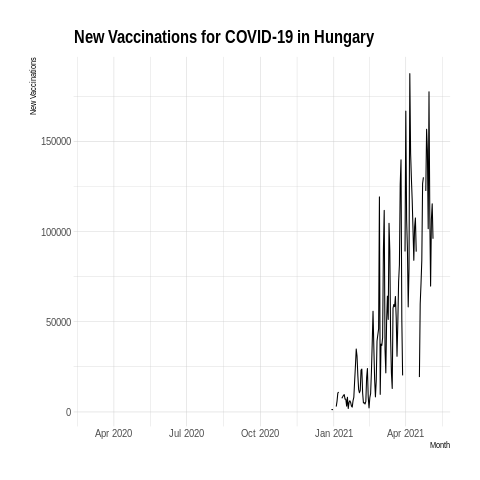 New Vaccinations for COVID-19 in Hungary
New Vaccinations
150000
100000
50000
0
Apr 2020 Jul 2020 Oct 2020 Jan 2021 Apr 2021
Month